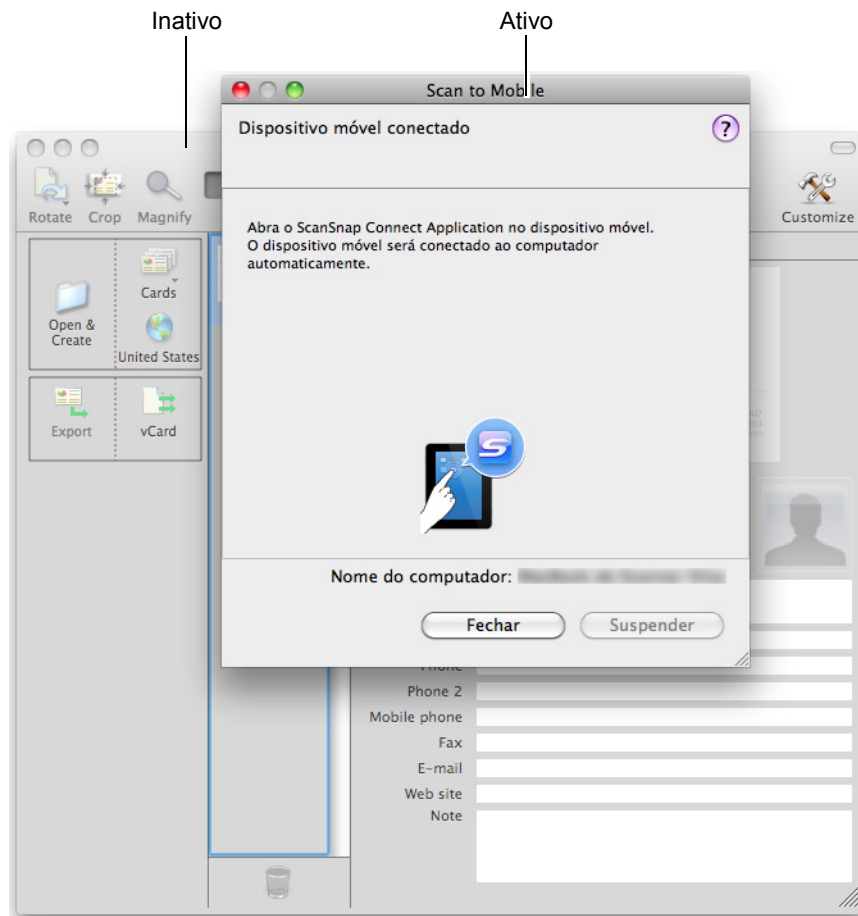 Inativo
Ativo
Scan to Mobile
Dispositivo móvel conectado
?
Rotate
Crop
Magnify
Customize
Abra o ScanSnap Connect Application no dispositivo móvel.
O dispositivo móvel será conectado ao computador
automaticamente.
Cards
Open &
Create
United States
Export
vCard
S
Nome do computador:
Fechar
Suspender
Phone
Phone 2
Mobile phone
Fax
E-mail
Web site
Note